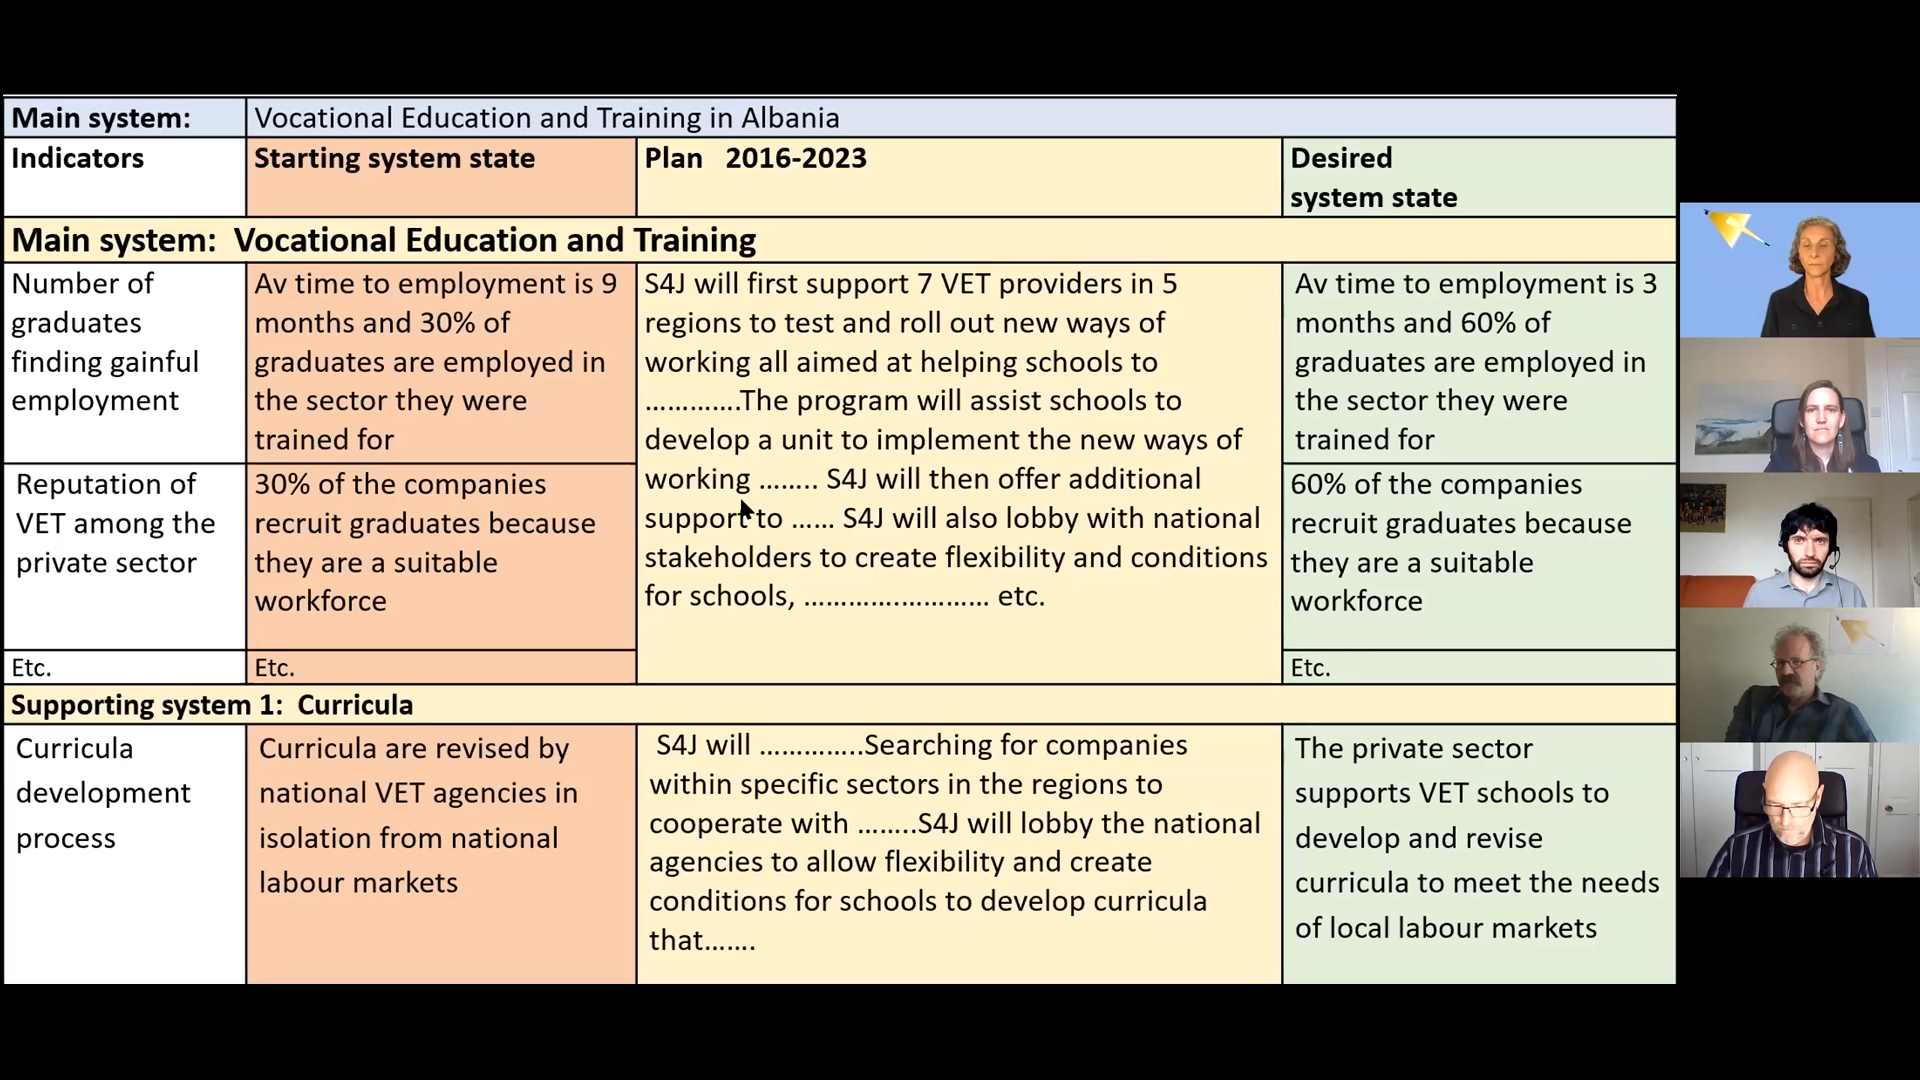 Main system:
Vocational Education and Training in Albania
Indicators
Starting system state
Plan 2016-2023
Desired
system state
Main system: Vocational Education and Training
Number of
graduates
finding gainful
employment
Av time to employment is 9
months and 30% of
graduates are employed in
the sector they were
trained for
S4J will first support 7 VET providers in 5
regions to test and roll out new ways of
working all aimed at helping schools to
………….The program will assist schools to
develop a unit to implement the new ways of
working …….. S4J will then offer additional
support to …… S4J will also lobby with national
stakeholders to create flexibility and conditions
for schools, ……………………… etc.
Av time to employment is 3
months and 60% of
graduates are employed in
the sector they were
trained for
Reputation of
VET among the
private sector
30% of the companies
recruit graduates because
they are a suitable
workforce
60% of the companies
recruit graduates because
they are a suitable
workforce
Etc.
Etc.
Etc.
Supporting system 1: Curricula
Curricula
development
process
Curricula are revised by
national VET agencies in
isolation from national
labour markets
S4J will …………..Searching for companies
within specific sectors in the regions to
cooperate with ……..S4J will lobby the national
agencies to allow flexibility and create
conditions for schools to develop curricula
that…….
The private sector
supports VET schools to
develop and revise
curricula to meet the needs
of local labour markets